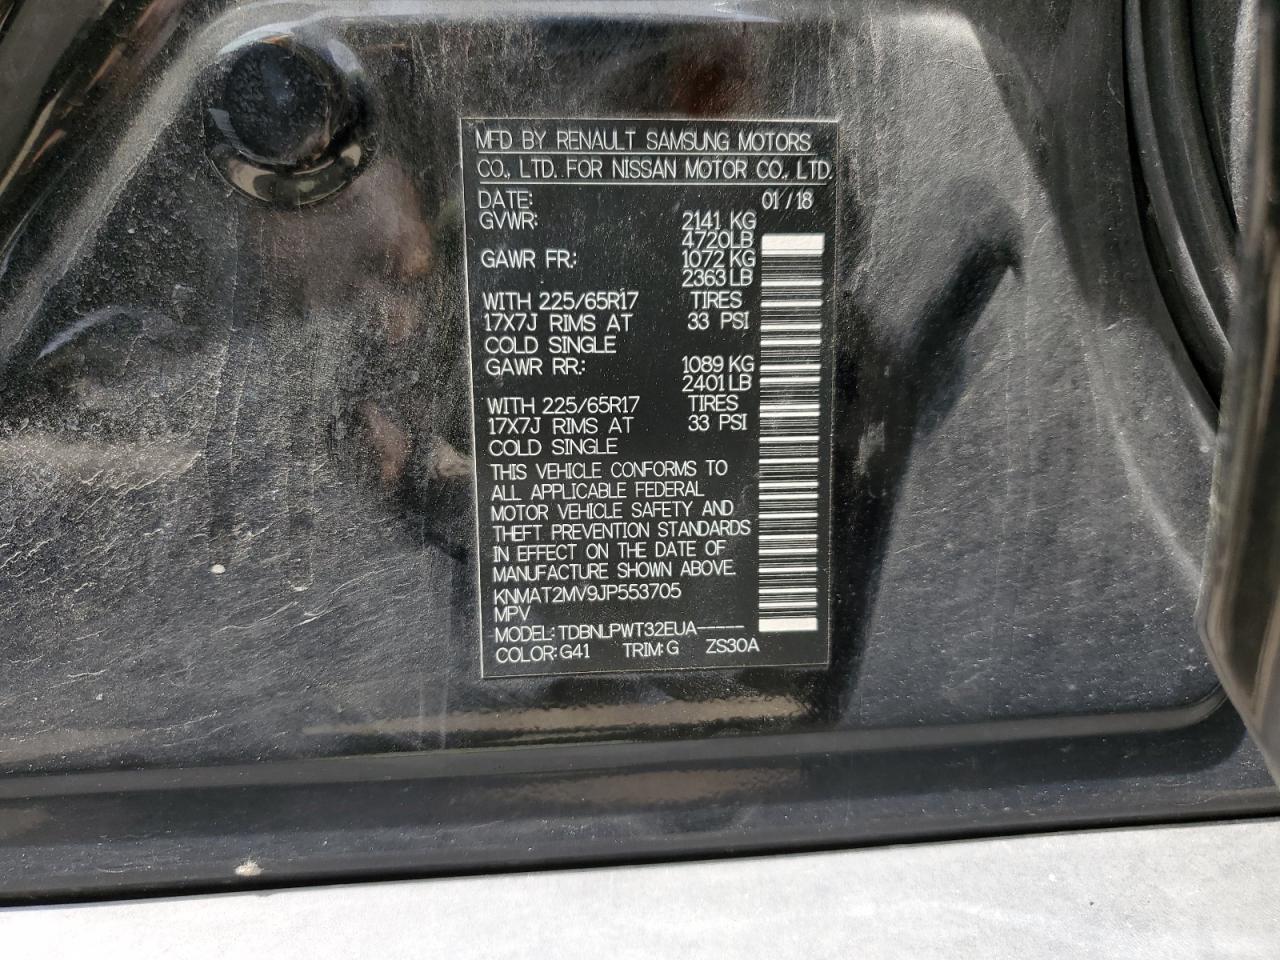 MFD BY RENAULT SAMSUNG MOTORS
CO., LTD. FOR NISSAN MOTOR CO., LTD.
DATE: 01/18
GVWR: 2141 KG
4720LB
GAWR FR.: 1072 KG
2363 LB
WITH 225/65R17 TIRES
17X7J RIMS AT 33 PSI
COLD SINGLE
GAWR RR.: 1089 KG
2401 LB
WITH 225/65R17 TIRES
17X7J RIMS AT 33 PSI
COLD SINGLE
THIS VEHICLE CONFORMS TO
ALL APPLICABLE FEDERAL
MOTOR VEHICLE SAFETY AND
THEFT PREVENTION STANDARDS
IN EFFECT ON THE DATE OF
MANUFACTURE SHOWN ABOVE.
KNMAT2MV9JP553705
MPV
MODEL: TDBNLPWT32EUA-----
COLOR: G41 TRIM: G ZS30A